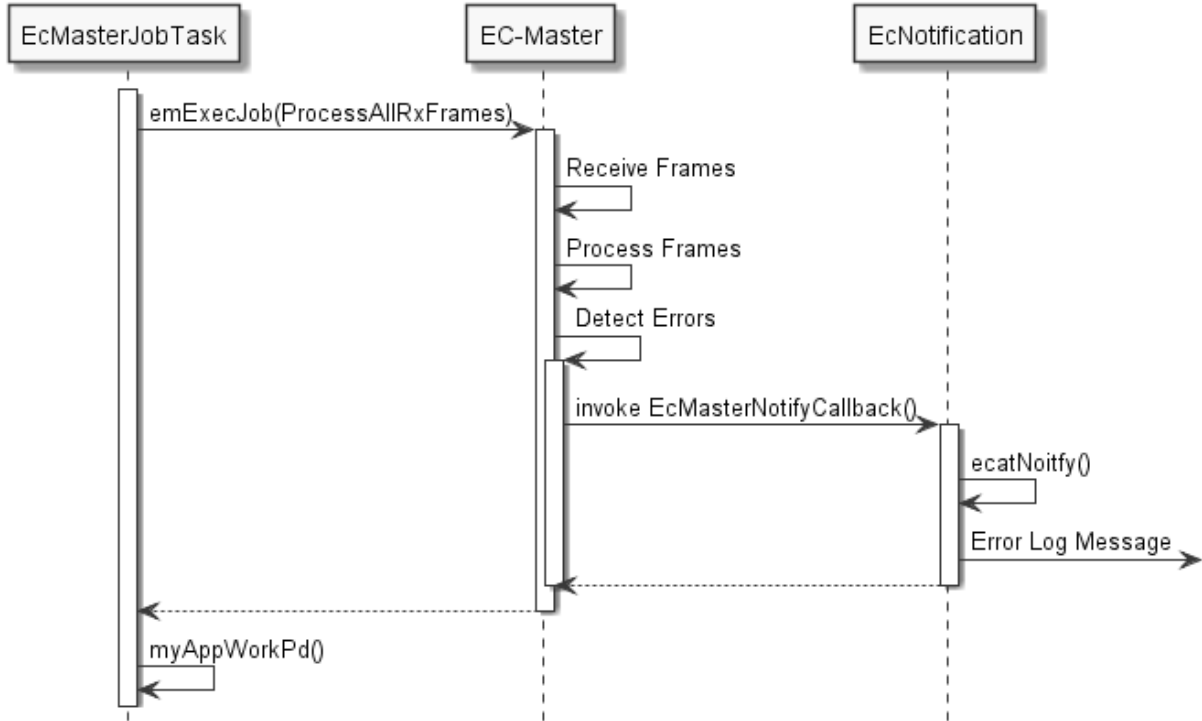 EcMasterJobTask
EC-Master
EcNotification
emExecJob(ProcessAllRxFrames)
Receive Frames
Process Frames
Detect Errors
invoke EcMasterNotifyCallback()
ecatNoitfy()
Error Log Message
myAppWorkPd()